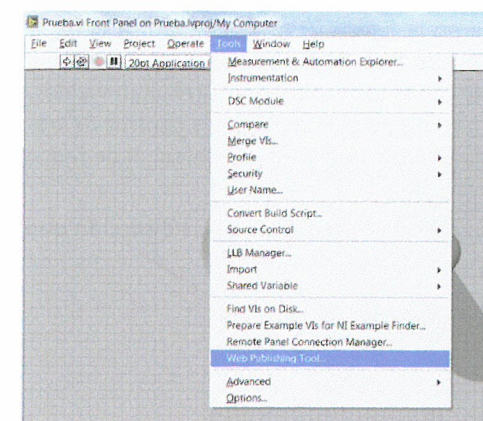 Prueba.vi Front Panel on Prueba.lvproj/My Computer
File Edit View Project Operate Tools Window Help
20pt Application
Measurement & Automation Explorer...
Instrumentation
DSC Module
Compare
Merge VIs...
Profile
Security
User Name...
Convert Build Script...
Source Control
LLB Manager...
Import
Shared Variable
Find VIs on Disk...
Prepare Example VIs for NI Example Finder...
Remote Panel Connection Manager...
Web Publishing Tool...
Advanced
Options...